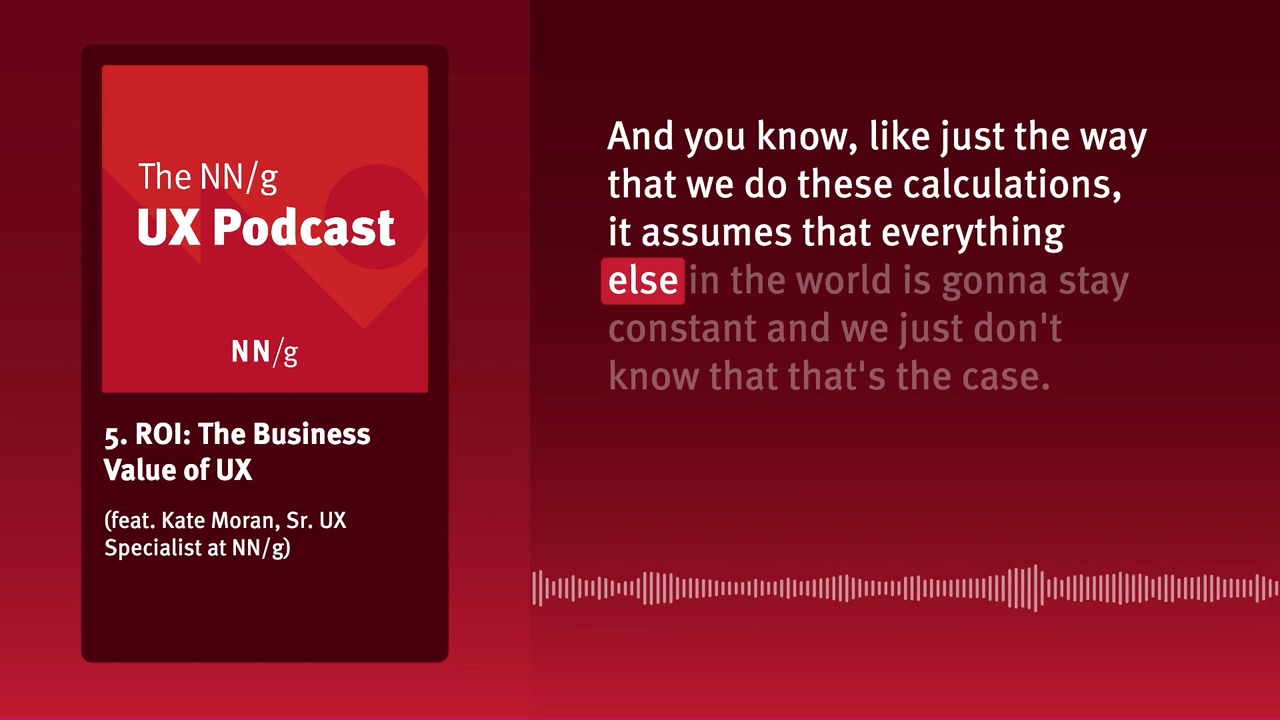 The NN/g
UX Podcast
NN/g
5. ROI: The Business
Value of UX
(feat. Kate Moran, Sr. UX
Specialist at NN/g)
And you know, like just the way
that we do these calculations,
it assumes that everything
else in the world is gonna stay
constant and we just don't
know that that's the case.